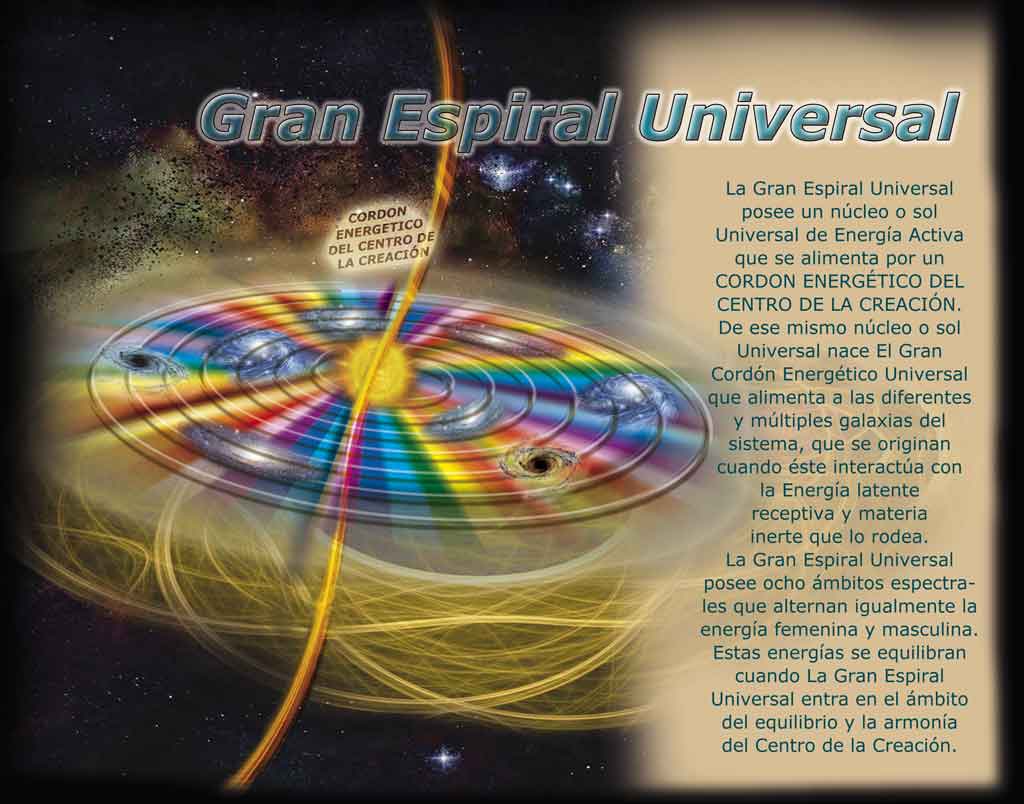 Gran Espiral Universal
CORDON
ENERGETICO
DEL CENTRO DE
LA CREACIÓN
La Gran Espiral Universal
posee un núcleo o sol
Universal de Energía Activa
que se alimenta por un
CORDON ENERGÉTICO DEL
CENTRO DE LA CREACIÓN.
De ese mismo núcleo o sol
Universal nace El Gran
Cordón Energético Universal
que alimenta a las diferentes
y múltiples galaxias del
sistema, que se originan
cuando éste interactúa con
la Energía latente
receptiva y materia
inerte que lo rodea.
La Gran Espiral Universal
posee ocho ámbitos espectra-
les que alternan igualmente la
energía femenina y masculina.
Estas energías se equilibran
cuando La Gran Espiral
Universal entra en el ámbito
del equilibrio y la armonía
del Centro de la Creación.